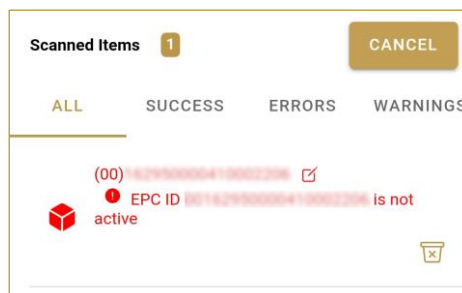 Scanned Items 1 CANCEL
ALL SUCCESS ERRORS WARNINGS
(00)
EPC ID is not
active